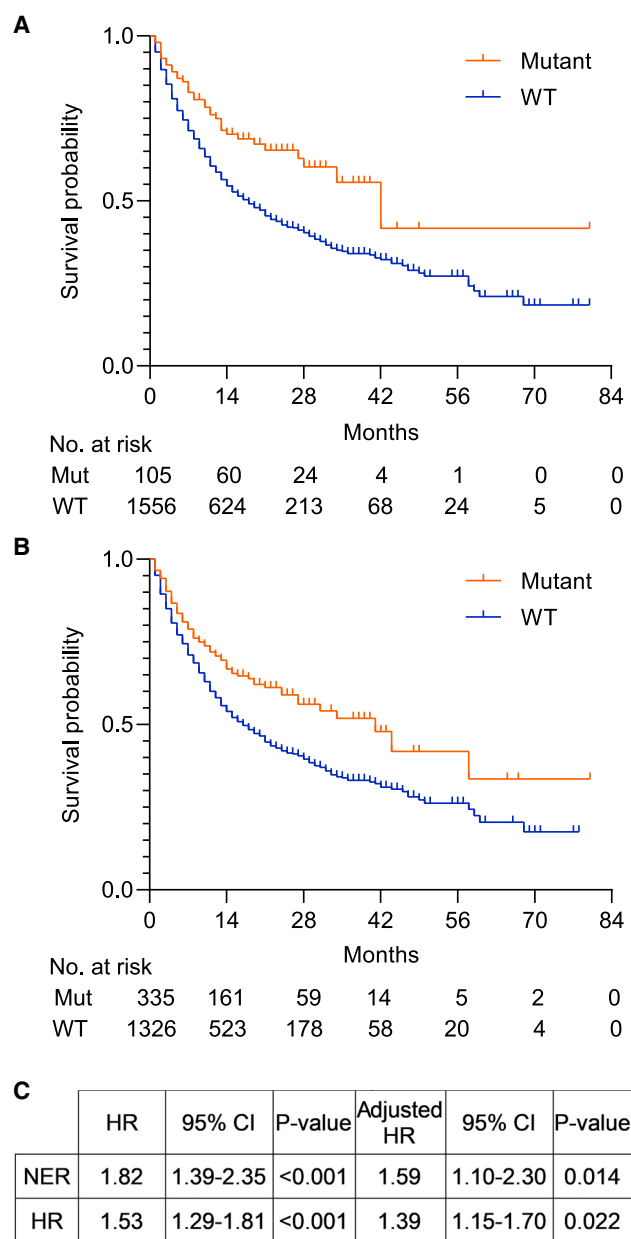 A
1.0
0.5
0.0
Survival probability
Mutant
WT
0 14 28 42 56 70 84
Months
No. at risk
Mut 105 60 24 4 1 0 0
WT 1556 624 213 68 24 5 0
B
1.0
0.5
0.0
Survival probability
Mutant
WT
0 14 28 42 56 70 84
Months
No. at risk
Mut 335 161 59 14 5 2 0
WT 1326 523 178 58 20 4 0
C
HR 95% CI P-value Adjusted HR 95% CI P-value
NER 1.82 1.39-2.35 <0.001 1.59 1.10-2.30 0.014
HR 1.53 1.29-1.81 <0.001 1.39 1.15-1.70 0.022